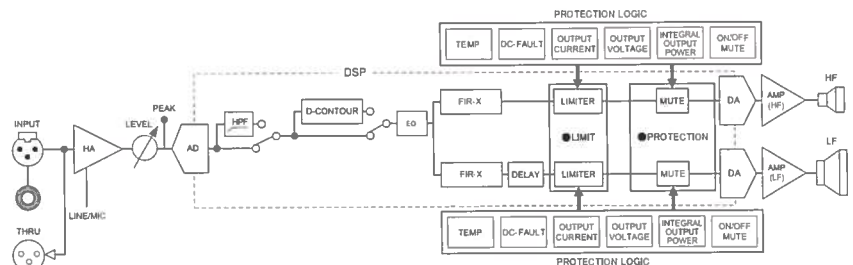 PROTECTION LOGIC
TEMP DC-FAULT OUTPUT CURRENT OUTPUT VOLTAGE INTEGRAL OUTPUT POWER ON/OFF MUTE
DSP
PEAK
LEVEL
INPUT
HA
AD
HPF
D-CONTOUR
EQ
FIR-X
LIMITER
MUTE
DA
AMP (HF)
HF
LIMIT
PROTECTION
FIR-X
DELAY
LIMITER
MUTE
DA
AMP (LF)
LF
LINE/MIC
THRU
TEMP DC-FAULT OUTPUT CURRENT OUTPUT VOLTAGE INTEGRAL OUTPUT POWER ON/OFF MUTE
PROTECTION LOGIC